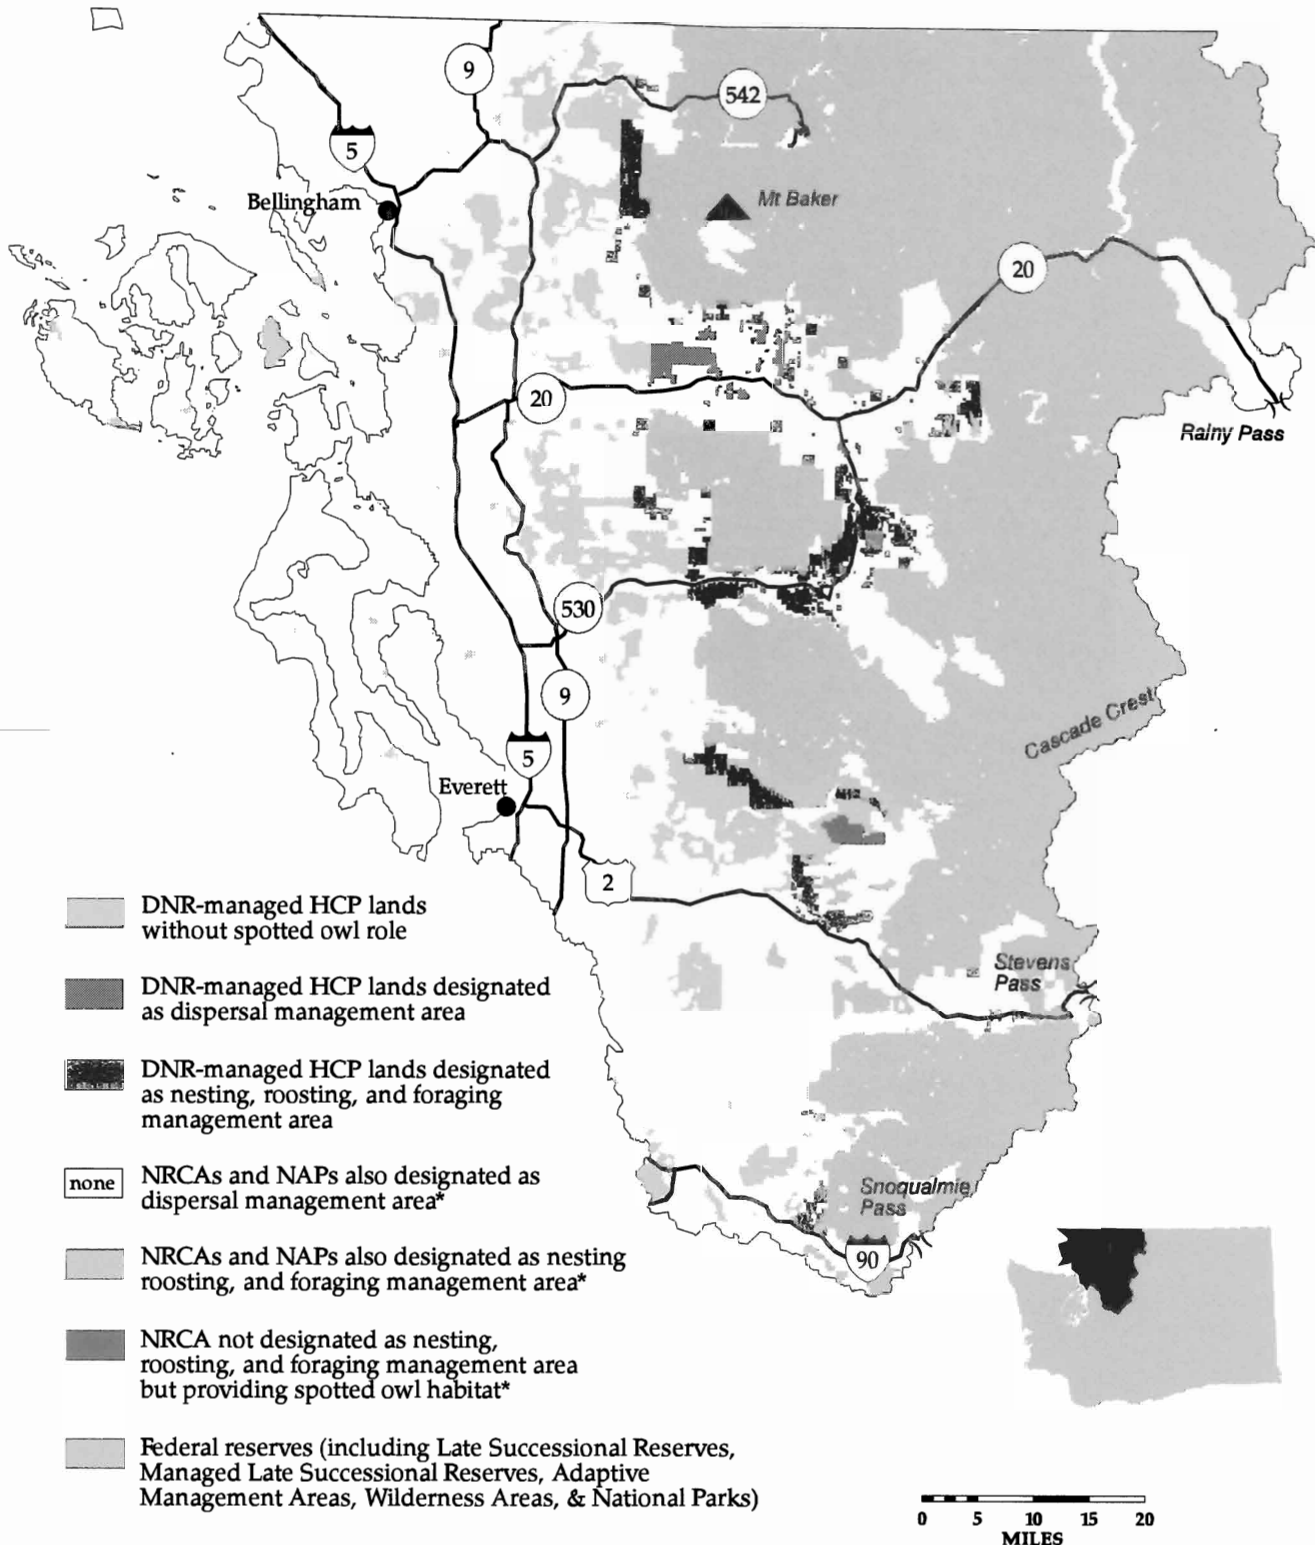 9
542
5
Bellingham
Mt Baker
20
20
Rainy Pass
530
9
Cascade Crest
5
Everett
2
DNR-managed HCP lands
without spotted owl role
Stevens
Pass
DNR-managed HCP lands designated
as dispersal management area
DNR-managed HCP lands designated
as nesting, roosting, and foraging
management area
none
NRCAs and NAPs also designated as
dispersal management area*
Snoqualmie
Pass
90
NRCAs and NAPs also designated as nesting
roosting, and foraging management area*
NRCA not designated as nesting,
roosting, and foraging management area
but providing spotted owl habitat*
Federal reserves (including Late Successional Reserves,
Managed Late Successional Reserves, Adaptive
Management Areas, Wilderness Areas, & National Parks)
0 5 10 15 20
MILES